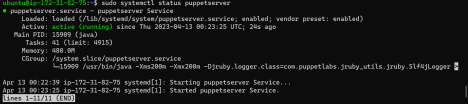 ubuntu@ip-172-31-82-75:~$ sudo systemctl status puppetserver
● puppetserver.service - puppetserver Service
Loaded: loaded (/lib/systemd/system/puppetserver.service; enabled; vendor preset: enabled)
Active: active (running) since Thu 2023-04-13 00:23:25 UTC; 24s ago
Main PID: 15909 (java)
Tasks: 41 (limit: 4915)
Memory: 480.0M
CGroup: /system.slice/puppetserver.service
└─15909 /usr/bin/java -Xms200m -Xmx200m -Djruby.logger.class=com.puppetlabs.jruby_utils.jruby.Slf4jLogger >
Apr 13 00:22:39 ip-172-31-82-75 systemd[1]: Starting puppetserver Service...
Apr 13 00:23:25 ip-172-31-82-75 systemd[1]: Started puppetserver Service.
lines 1-11/11 (END)